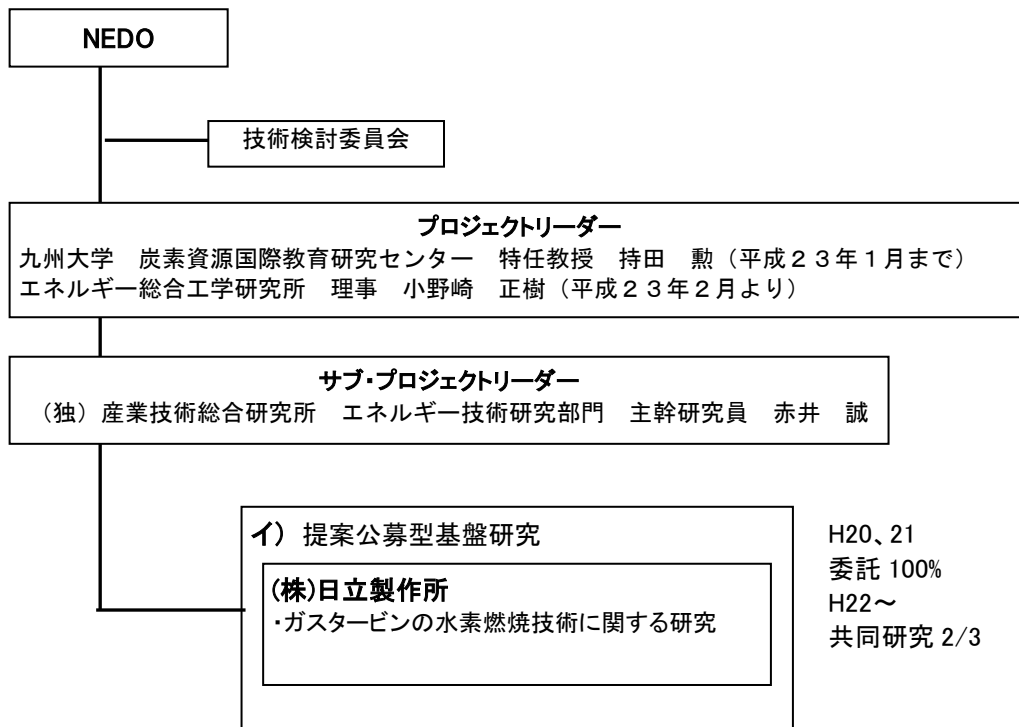 NEDO
技術検討委員会
プロジェクトリーダー
九州大学　炭素資源国際教育研究センター　特任教授　持田　勲（平成２３年１月まで）
エネルギー総合工学研究所　理事　小野崎　正樹（平成２３年２月より）
サブ・プロジェクトリーダー
（独）産業技術総合研究所　エネルギー技術研究部門　主幹研究員　赤井　誠
イ）提案公募型基盤研究
(株)日立製作所
・ガスタービンの水素燃焼技術に関する研究
H20、21
委託 100%
H22～
共同研究 2/3